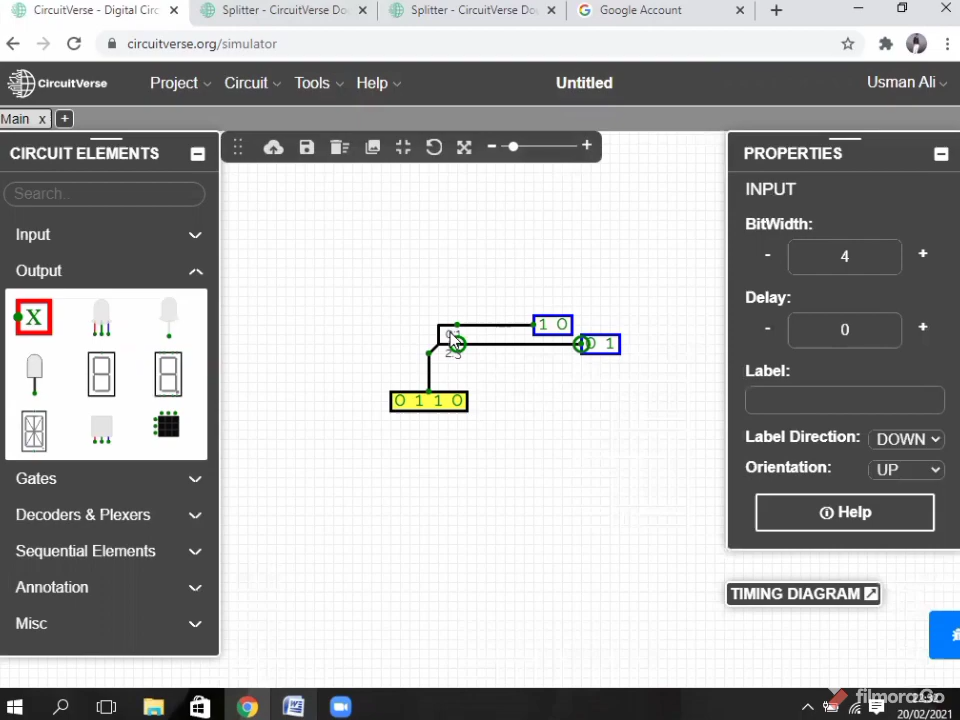 CircuitVerse - Digital Circ
Splitter - CircuitVerse Do
Splitter - CircuitVerse Do
Google Account
circuitverse.org/simulator
CircuitVerse
Project
Circuit
Tools
Help
Untitled
Usman Ali
Main x +
CIRCUIT ELEMENTS
Search..
Input
Output
X
Gates
Decoders & Plexers
Sequential Elements
Annotation
Misc
1 0
0 1
0 1 1 0
PROPERTIES
INPUT
BitWidth:
- 4 +
Delay:
- 0 +
Label:
Label Direction: DOWN
Orientation: UP
Help
TIMING DIAGRAM
filmora
20/02/2021